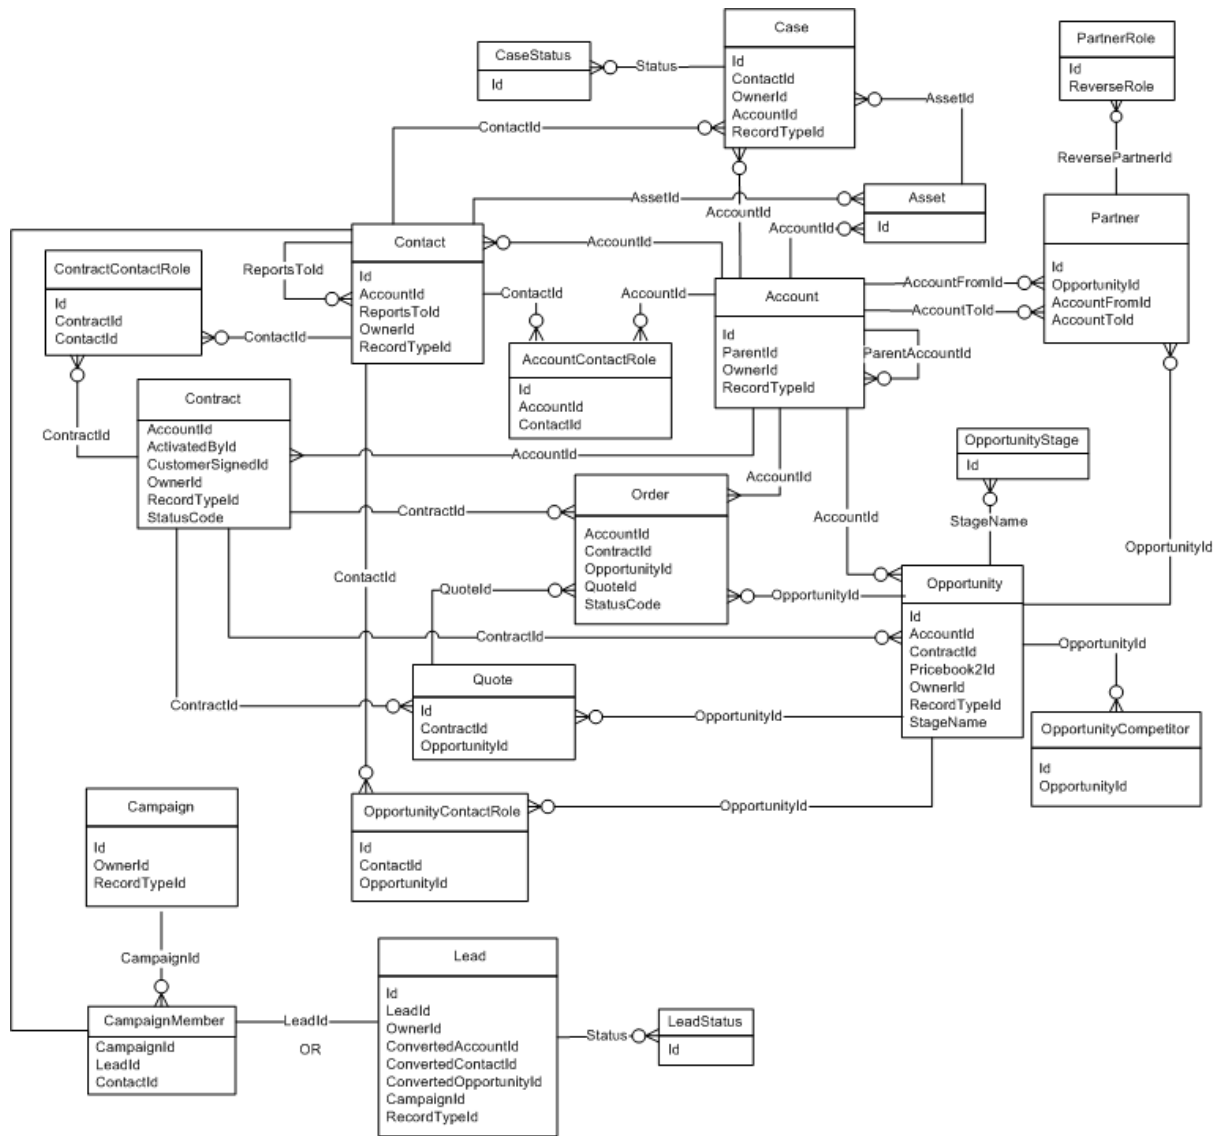 Case
Id
ContactId
OwnerId
AccountId
RecordTypeId
CaseStatus
Id
Status
PartnerRole
Id
ReverseRole
AssetId
ContactId
ReversePartnerId
AssetId
AccountId
Asset
Id
AccountId
Partner
Id
OpportunityId
AccountFromId
AccountToId
Contact
Id
AccountId
ReportsToId
OwnerId
RecordTypeId
AccountId
ReportsToId
ContractContactRole
Id
ContractId
ContactId
ContactId
ContactId
AccountId
Account
Id
ParentId
OwnerId
RecordTypeId
AccountFromId
AccountToId
ParentAccountId
AccountContactRole
Id
AccountId
ContactId
Contract
AccountId
ActivatedById
CustomerSignedId
OwnerId
RecordTypeId
StatusCode
ContractId
AccountId
AccountId
AccountId
OpportunityStage
Id
StageName
OpportunityId
ContractId
Order
AccountId
ContractId
OpportunityId
QuoteId
StatusCode
ContactId
QuoteId
OpportunityId
Opportunity
Id
AccountId
ContractId
Pricebook2Id
OwnerId
RecordTypeId
StageName
ContractId
OpportunityId
Quote
Id
ContractId
OpportunityId
ContractId
OpportunityId
OpportunityCompetitor
Id
OpportunityId
Campaign
Id
OwnerId
RecordTypeId
OpportunityContactRole
Id
ContactId
OpportunityId
OpportunityId
CampaignId
Lead
Id
LeadId
OwnerId
ConvertedAccountId
ConvertedContactId
ConvertedOpportunityId
CampaignId
RecordTypeId
CampaignMember
CampaignId
LeadId
ContactId
LeadId
OR
Status
LeadStatus
Id